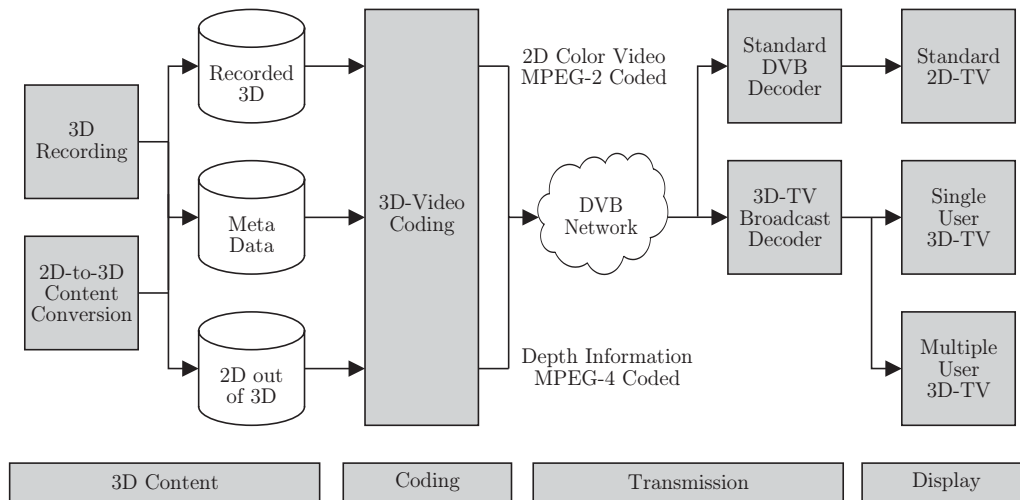 3D
Recording
2D-to-3D
Content
Conversion
Recorded
3D
Meta
Data
2D out
of 3D
3D-Video
Coding
2D Color Video
MPEG-2 Coded
DVB
Network
Depth Information
MPEG-4 Coded
Standard
DVB
Decoder
3D-TV
Broadcast
Decoder
Standard
2D-TV
Single
User
3D-TV
Multiple
User
3D-TV
3D Content
Coding
Transmission
Display